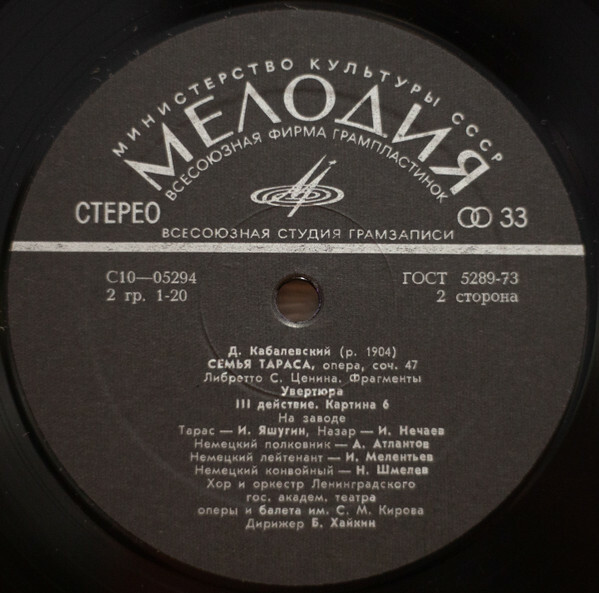 МИНИСТЕРСТВО КУЛЬТУРЫ СССР
МЕЛОДИЯ
ВСЕСОЮЗНАЯ ФИРМА ГРАМПЛАСТИНОК
СТЕРЕО
33
ВСЕСОЮЗНАЯ СТУДИЯ ГРАМЗАПИСИ
С10—05294
ГОСТ 5289-73
2 гр. 1-20
2 сторона
Д. Кабалевский (р. 1904)
СЕМЬЯ ТАРАСА, опера, соч. 47
Либретто С. Ценина. Фрагменты
Увертюра
III действие. Картина 6
На заводе
Тарас — И. Яшугин, Назар — И. Нечаев
Немецкий полковник — А. Атлантов
Немецкий лейтенант — И. Мелентьев
Немецкий конвойный — Н. Шмелев
Хор и оркестр Ленинградского
гос. академ. театра
оперы и балета им. С. М. Кирова
Дирижер Б. Хайкин